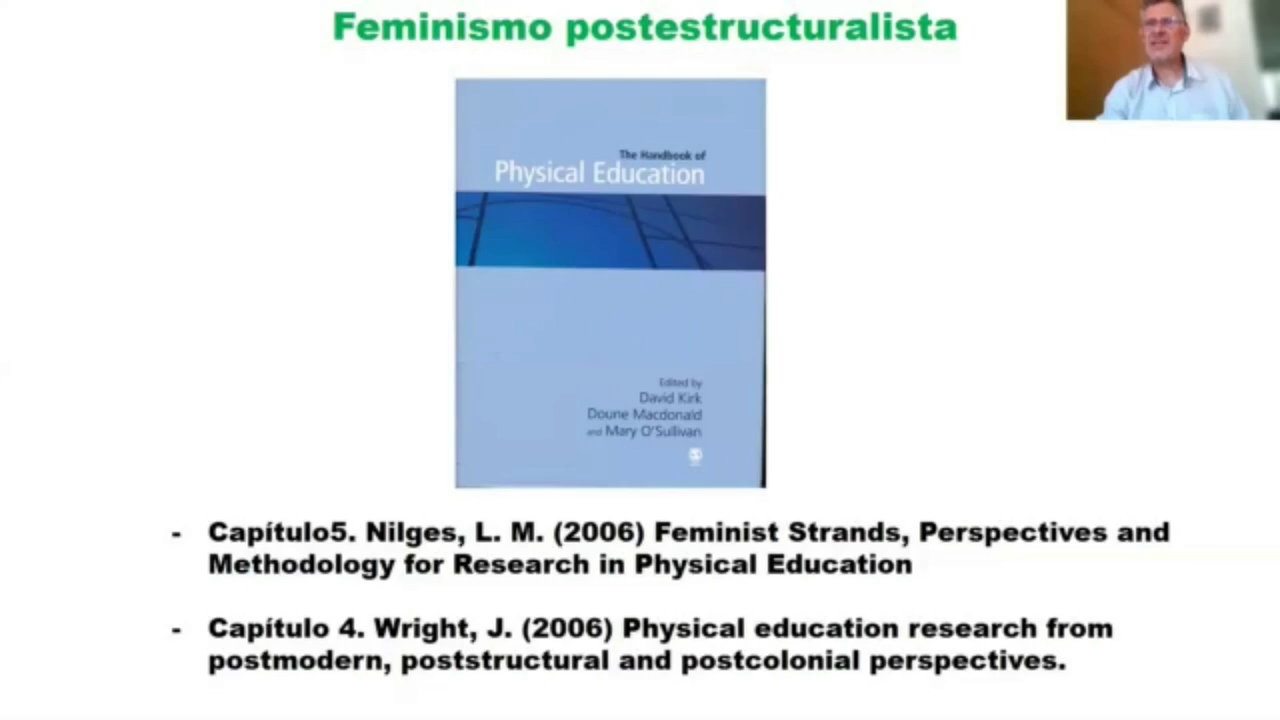 Feminismo postestructuralista
The Handbook of
Physical Education
Edited by
David Kirk
Doune Macdonald
and Mary O'Sullivan
- Capítulo5. Nilges, L. M. (2006) Feminist Strands, Perspectives and
Methodology for Research in Physical Education
- Capítulo 4. Wright, J. (2006) Physical education research from
postmodern, poststructural and postcolonial perspectives.